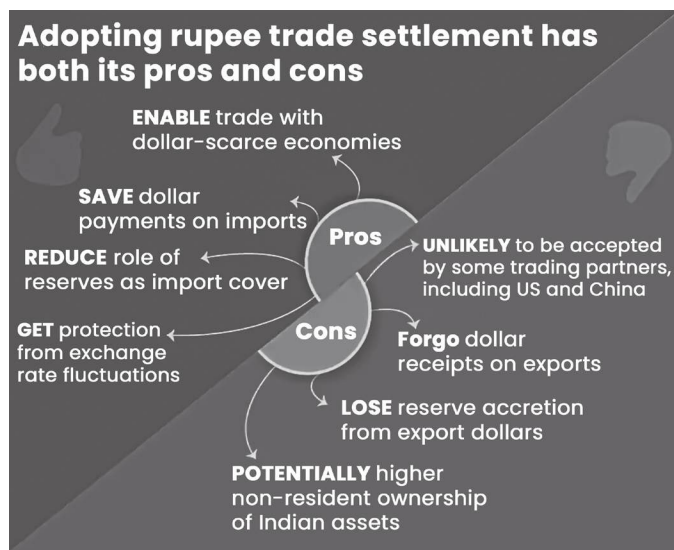 Adopting rupee trade settlement has
both its pros and cons
ENABLE trade with
dollar-scarce economies
SAVE dollar
payments on imports
REDUCE role of
reserves as import cover
GET protection
from exchange
rate fluctuations
Pros
Cons
UNLIKELY to be accepted
by some trading partners,
including US and China
Forgo dollar
receipts on exports
LOSE reserve accretion
from export dollars
POTENTIALLY higher
non-resident ownership
of Indian assets